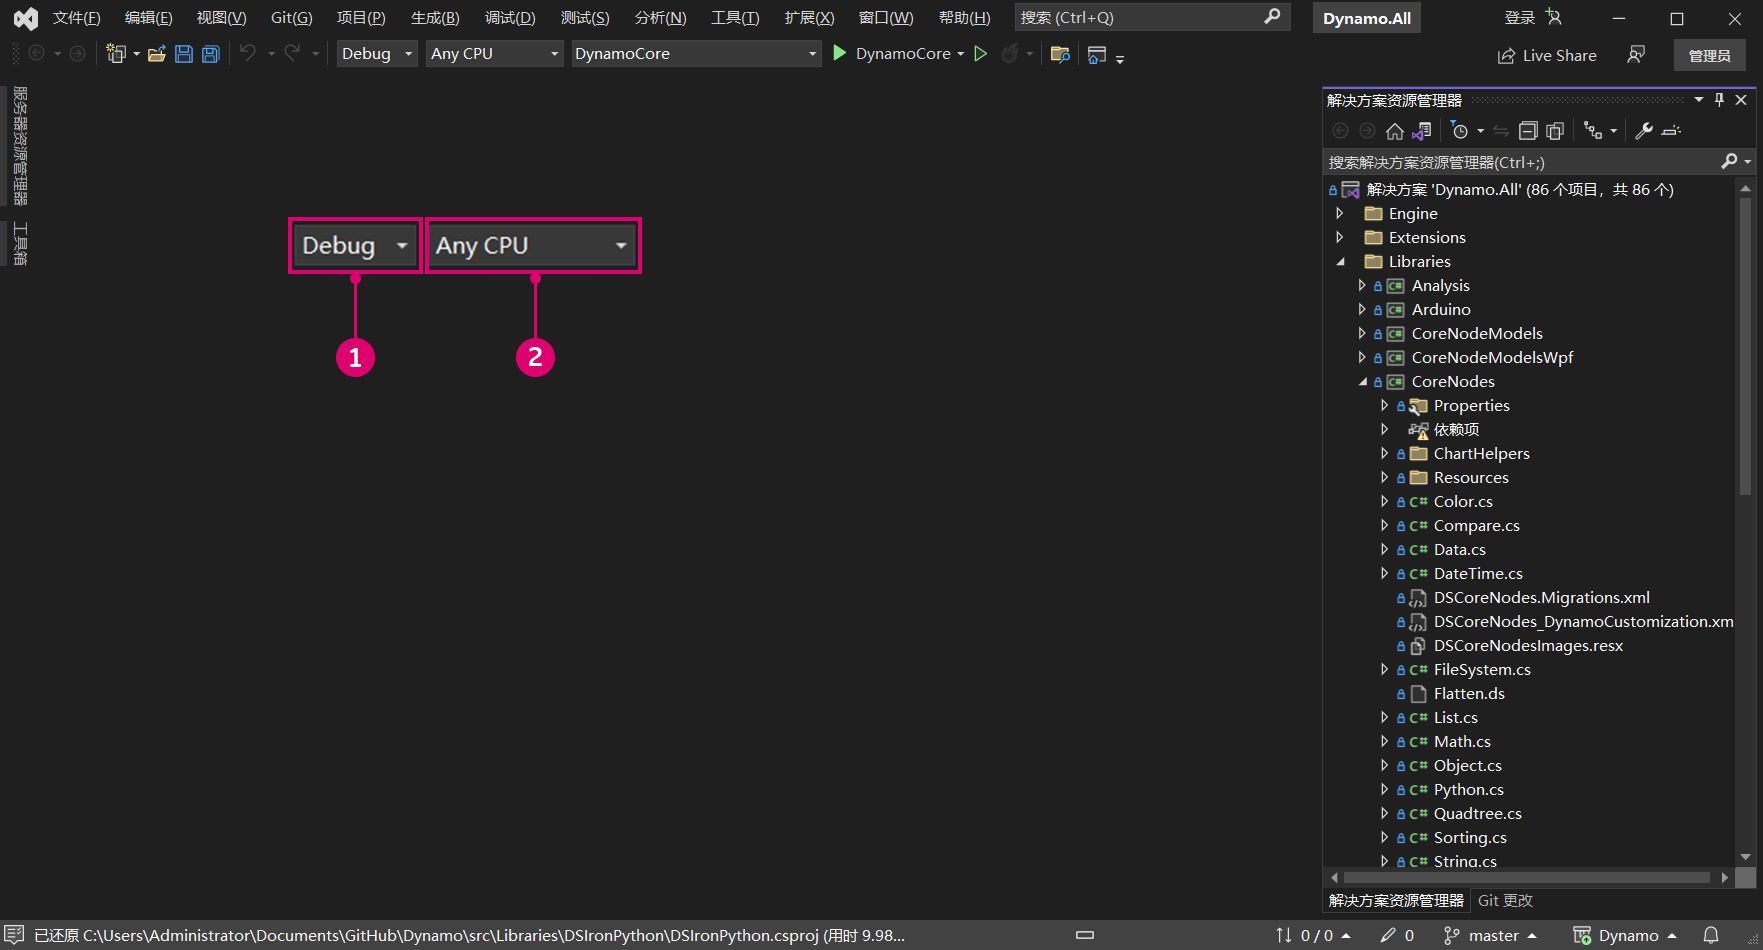 文件(F) 编辑(E) 视图(V) Git(G) 项目(P) 生成(B) 调试(D) 测试(S) 分析(N) 工具(T) 扩展(X) 窗口(W) 帮助(H) 搜索 (Ctrl+Q) Dynamo.All 登录
Debug Any CPU DynamoCore DynamoCore Live Share 管理员
服务器资源管理器
工具箱
Debug Any CPU
1 2
解决方案资源管理器
搜索解决方案资源管理器(Ctrl+;)
解决方案 'Dynamo.All' (86 个项目，共 86 个)
Engine
Extensions
Libraries
C# Analysis
C# Arduino
C# CoreNodeModels
C# CoreNodeModelsWpf
C# CoreNodes
Properties
依赖项
ChartHelpers
Resources
C# Color.cs
C# Compare.cs
C# Data.cs
C# DateTime.cs
DSCoreNodes.Migrations.xml
DSCoreNodes_DynamoCustomization.xm
DSCoreNodesImages.resx
C# FileSystem.cs
Flatten.ds
C# List.cs
C# Math.cs
C# Object.cs
C# Python.cs
C# Quadtree.cs
C# Sorting.cs
C# String.cs
解决方案资源管理器 Git 更改
已还原 C:\Users\Administrator\Documents\GitHub\Dynamo\src\Libraries\DSIronPython\DSIronPython.csproj (用时 9.98... 0 / 0 0 master Dynamo